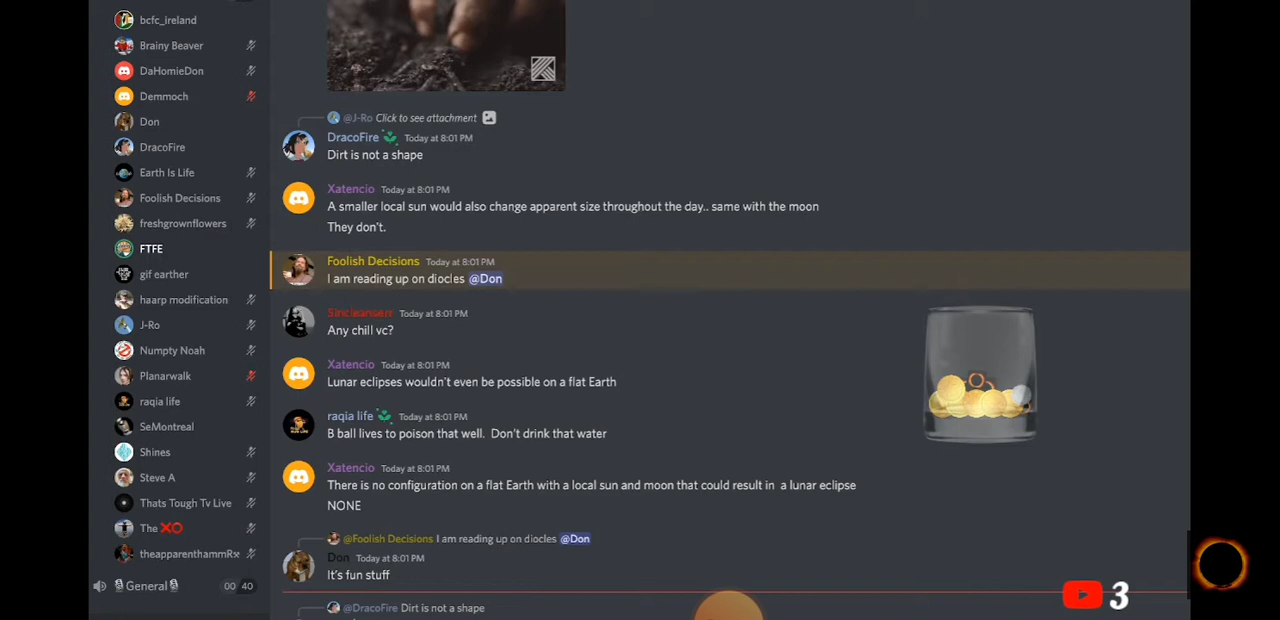 bcfc_ireland
Brainy Beaver
DaHomieDon
Demmoch
Don
DracoFire
Earth Is Life
Foolish Decisions
freshgrownflowers
FTFE
gif earther
haarp modification
J-Ro
Numpty Noah
Planarwalk
raqia life
SeMontreal
Shines
Steve A
Thats Tough Tv Live
The ❌⭕
theapparenthammRx
General
00 40
@J-Ro Click to see attachment
DracoFire Today at 8:01 PM
Dirt is not a shape
Xatencio Today at 8:01 PM
A smaller local sun would also change apparent size throughout the day.. same with the moon
They don't.
Foolish Decisions Today at 8:01 PM
I am reading up on diocles @Don
Sincleanserr Today at 8:01 PM
Any chill vc?
Xatencio Today at 8:01 PM
Lunar eclipses wouldn't even be possible on a flat Earth
raqia life Today at 8:01 PM
B ball lives to poison that well. Don't drink that water
Xatencio Today at 8:01 PM
There is no configuration on a flat Earth with a local sun and moon that could result in a lunar eclipse
NONE
@Foolish Decisions I am reading up on diocles @Don
Don Today at 8:01 PM
It's fun stuff
@DracoFire Dirt is not a shape
3